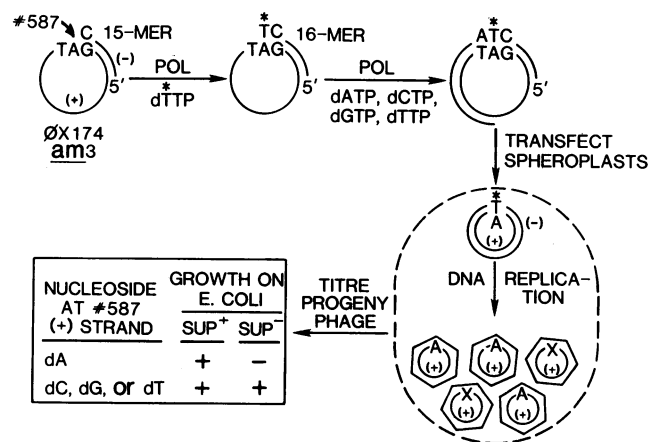 #587
C 15-MER
TAG
(-)
5'
(+)
ØX174
am3
POL
*
dTTP
*
TC 16-MER
TAG
5'
POL
dATP, dCTP,
dGTP, dTTP
*
ATC
TAG
5'
TRANSFECT
SPHEROPLASTS
*
T
A
(+)
(-)
DNA REPLICA-
TION
A
(+)
A
(+)
X
(+)
X
(+)
A
(+)
TITRE
PROGENY
PHAGE
NUCLEOSIDE
AT #587
(+) STRAND
GROWTH ON
E. COLI
SUP+ SUP-
dA + -
dC, dG, or dT + +